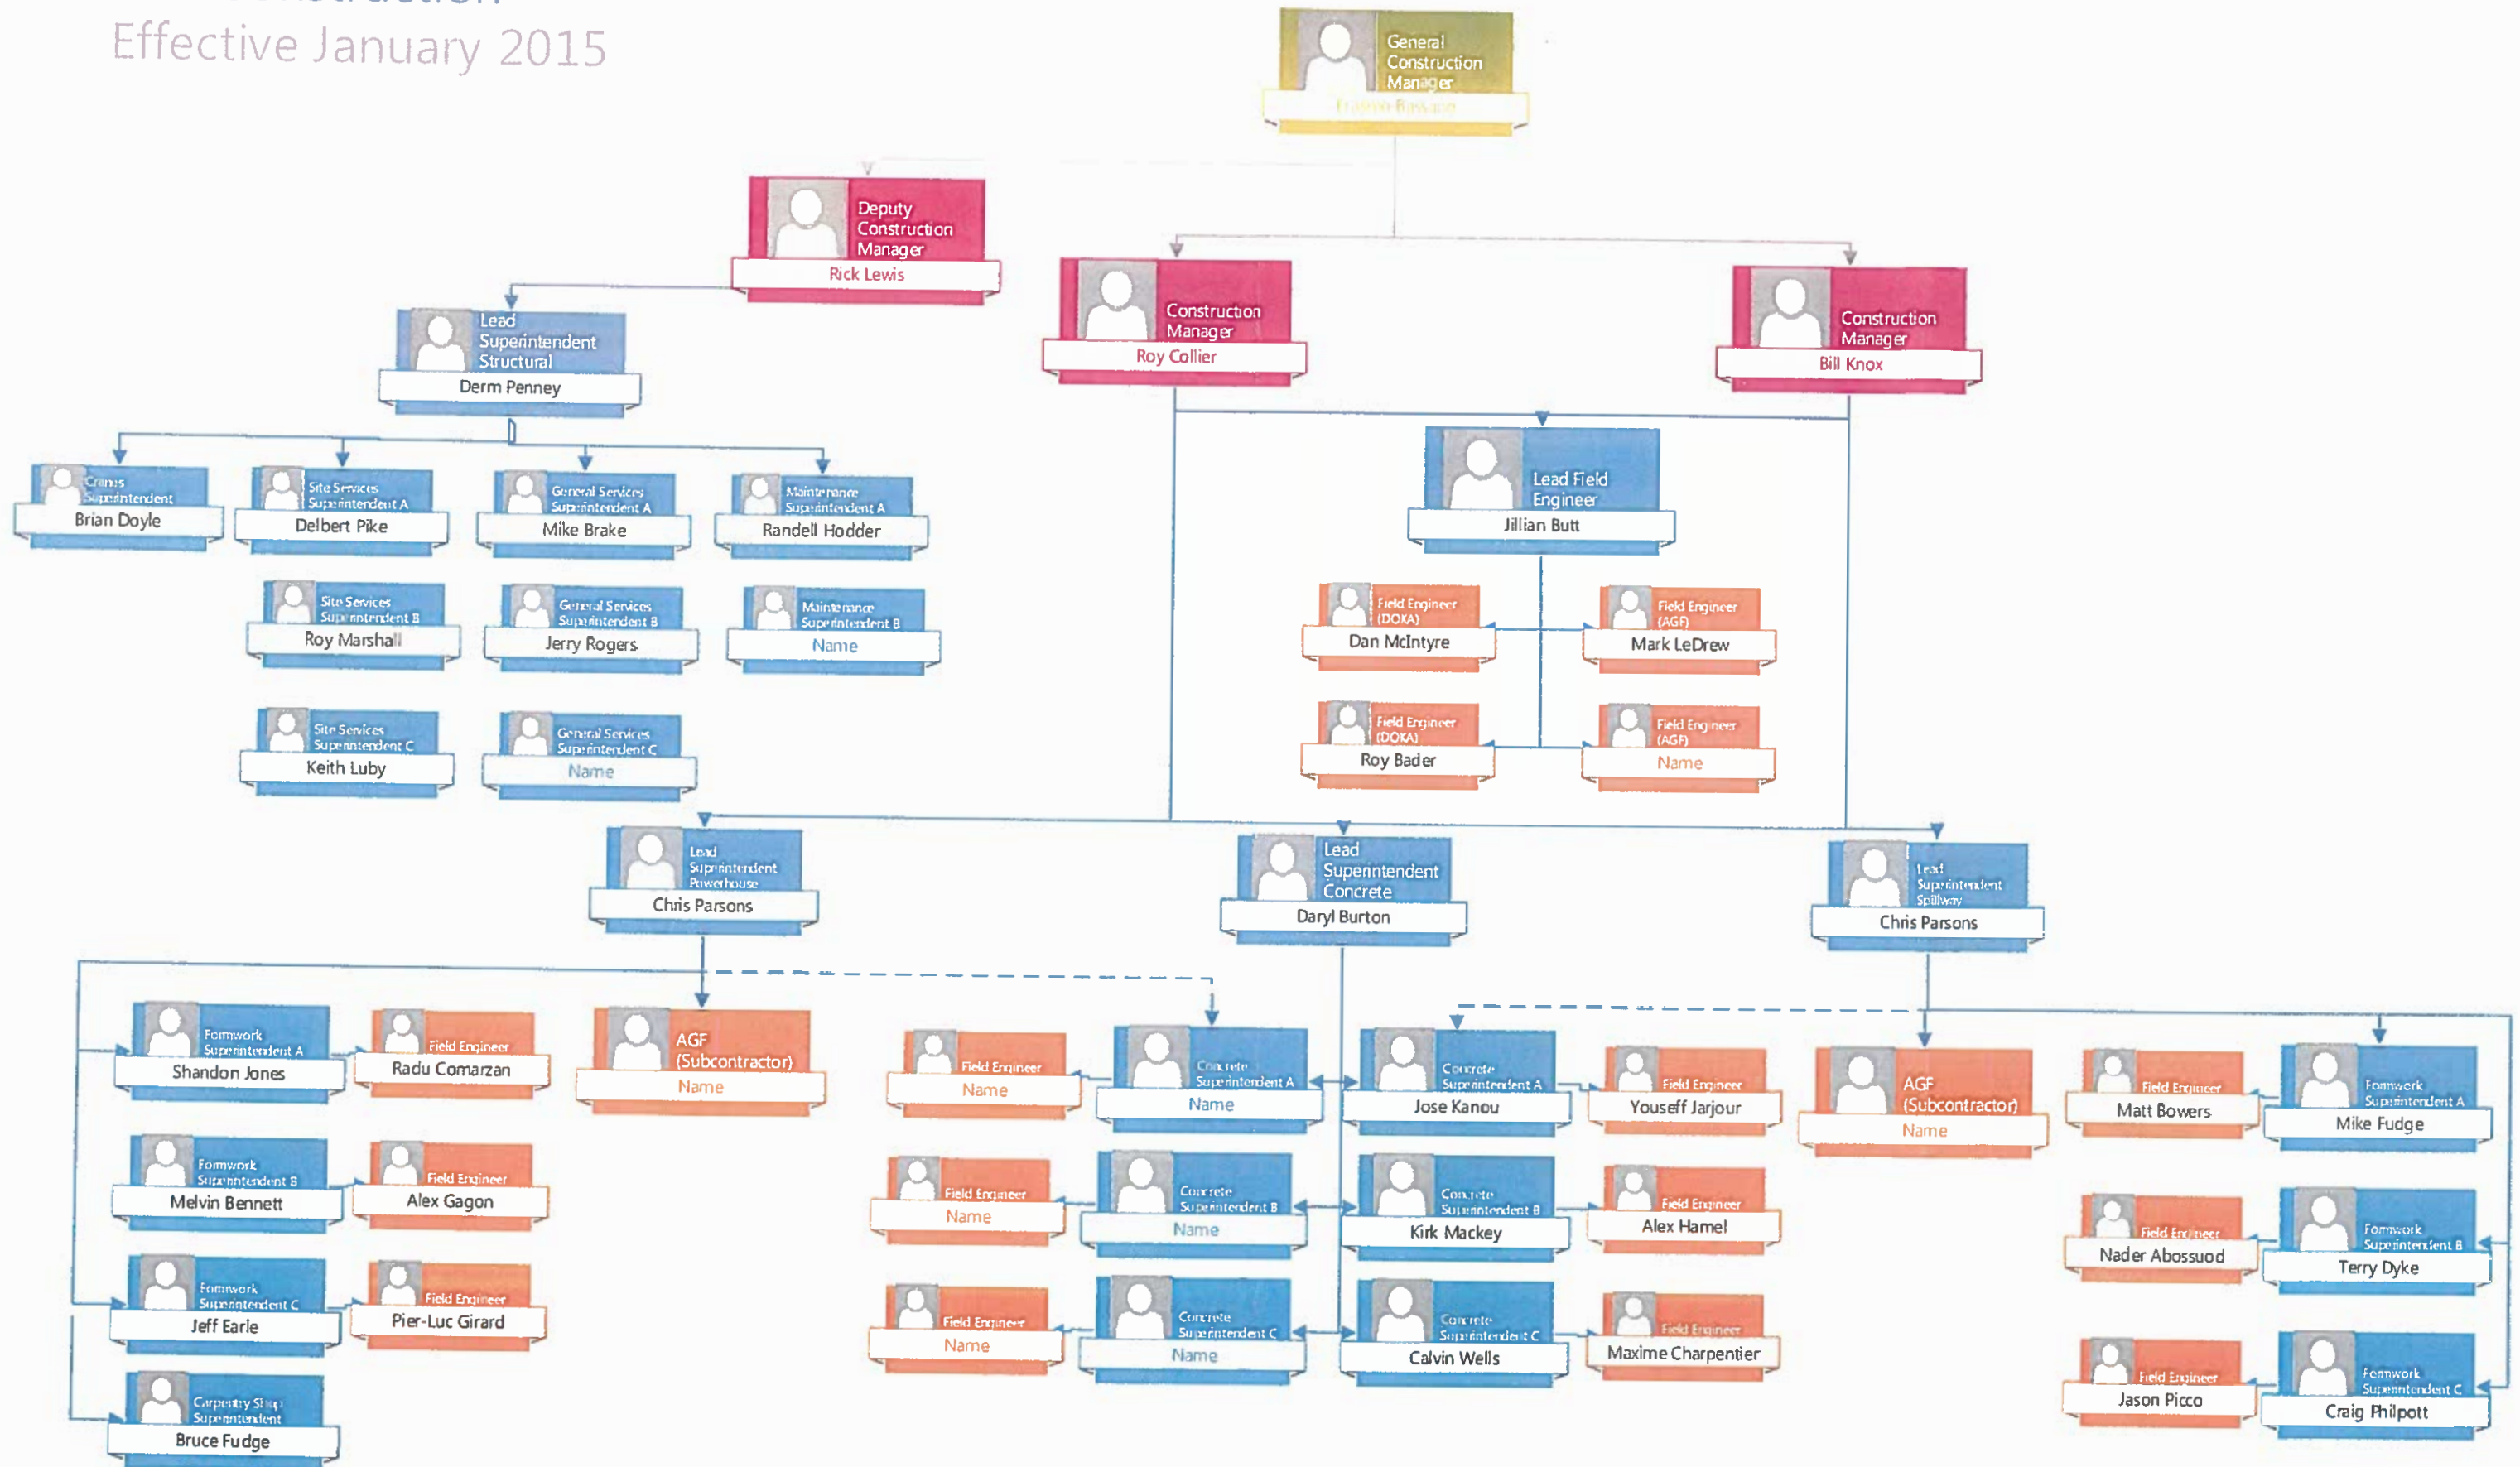 Effective January 2015
General
Construction
Manager
Deputy
Construction
Manager
Rick Lewis
Construction
Manager
Roy Collier
Construction
Manager
Bill Knox
Lead
Superintendent
Structural
Derm Penney
Cranes
Superintendent
Brian Doyle
Site Services
Superintendent A
Delbert Pike
General Services
Superintendent A
Mike Brake
Maintenance
Superintendent A
Randell Hodder
Lead Field
Engineer
Jillian Butt
Site Services
Superintendent B
Roy Marshall
General Services
Superintendent B
Jerry Rogers
Maintenance
Superintendent B
Name
Field Engineer
(DOKA)
Dan McIntyre
Field Engineer
(AGF)
Mark LeDrew
Site Services
Superintendent C
Keith Luby
General Services
Superintendent C
Name
Field Engineer
(DOKA)
Roy Bader
Field Engineer
(AGF)
Name
Lead
Superintendent
Powerhouse
Chris Parsons
Lead
Superintendent
Concrete
Daryl Burton
Lead
Superintendent
Spillway
Chris Parsons
Formwork
Superintendent A
Shandon Jones
Field Engineer
Radu Comarzan
AGF
(Subcontractor)
Name
Field Engineer
Name
Concrete
Superintendent A
Name
Concrete
Superintendent A
Jose Kanou
Field Engineer
Youseff Jarjour
AGF
(Subcontractor)
Name
Field Engineer
Matt Bowers
Formwork
Superintendent A
Mike Fudge
Formwork
Superintendent B
Melvin Bennett
Field Engineer
Alex Gagon
Field Engineer
Name
Concrete
Superintendent B
Name
Concrete
Superintendent B
Kirk Mackey
Field Engineer
Alex Hamel
Field Engineer
Nader Abossuod
Formwork
Superintendent B
Terry Dyke
Formwork
Superintendent C
Jeff Earle
Field Engineer
Pier-Luc Girard
Field Engineer
Name
Concrete
Superintendent C
Name
Concrete
Superintendent C
Calvin Wells
Field Engineer
Maxime Charpentier
Field Engineer
Jason Picco
Formwork
Superintendent C
Craig Philpott
Carpentry Shop
Superintendent
Bruce Fudge